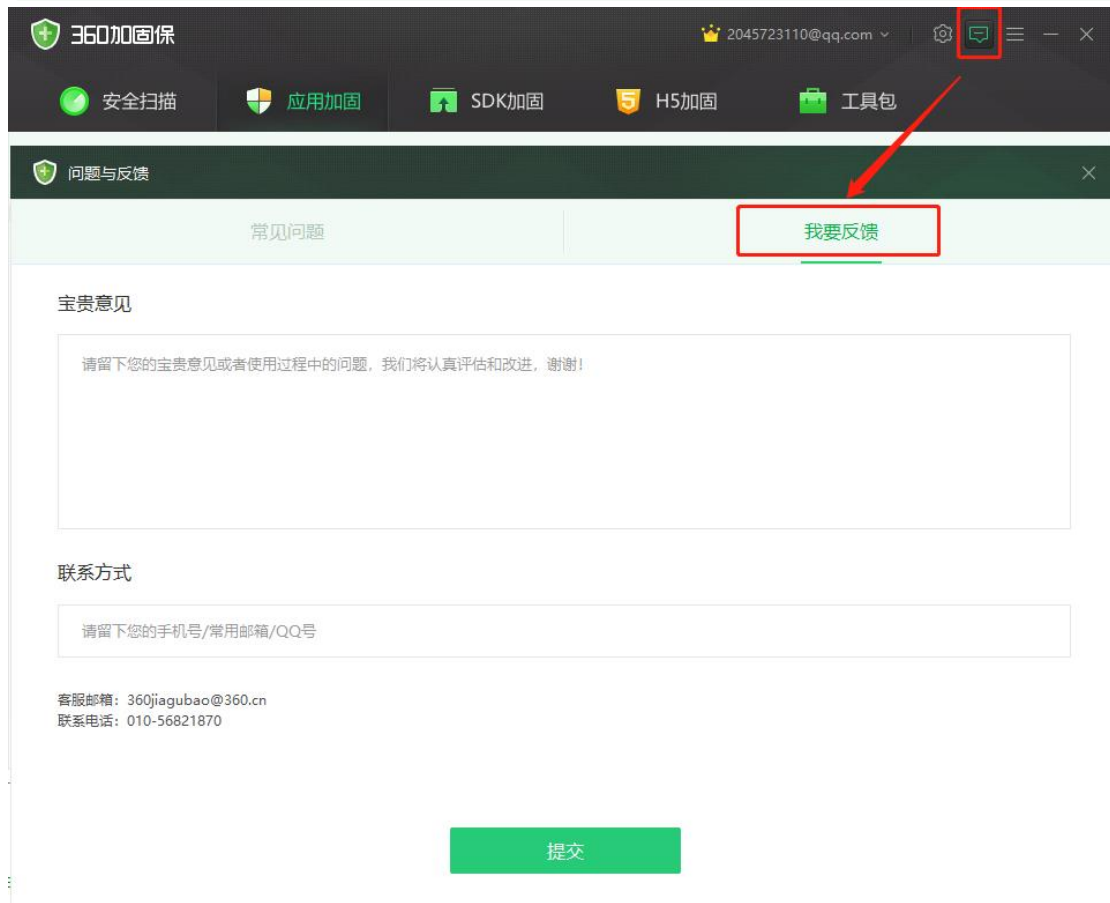 360加固保
2045723110@qq.com
安全扫描 应用加固 SDK加固 H5加固 工具包
问题与反馈
常见问题 我要反馈
宝贵意见
请留下您的宝贵意见或者使用过程中的问题，我们将认真评估和改进，谢谢！
联系方式
请留下您的手机号/常用邮箱/QQ号
客服邮箱：360jiagubao@360.cn
联系电话：010-56821870
提交